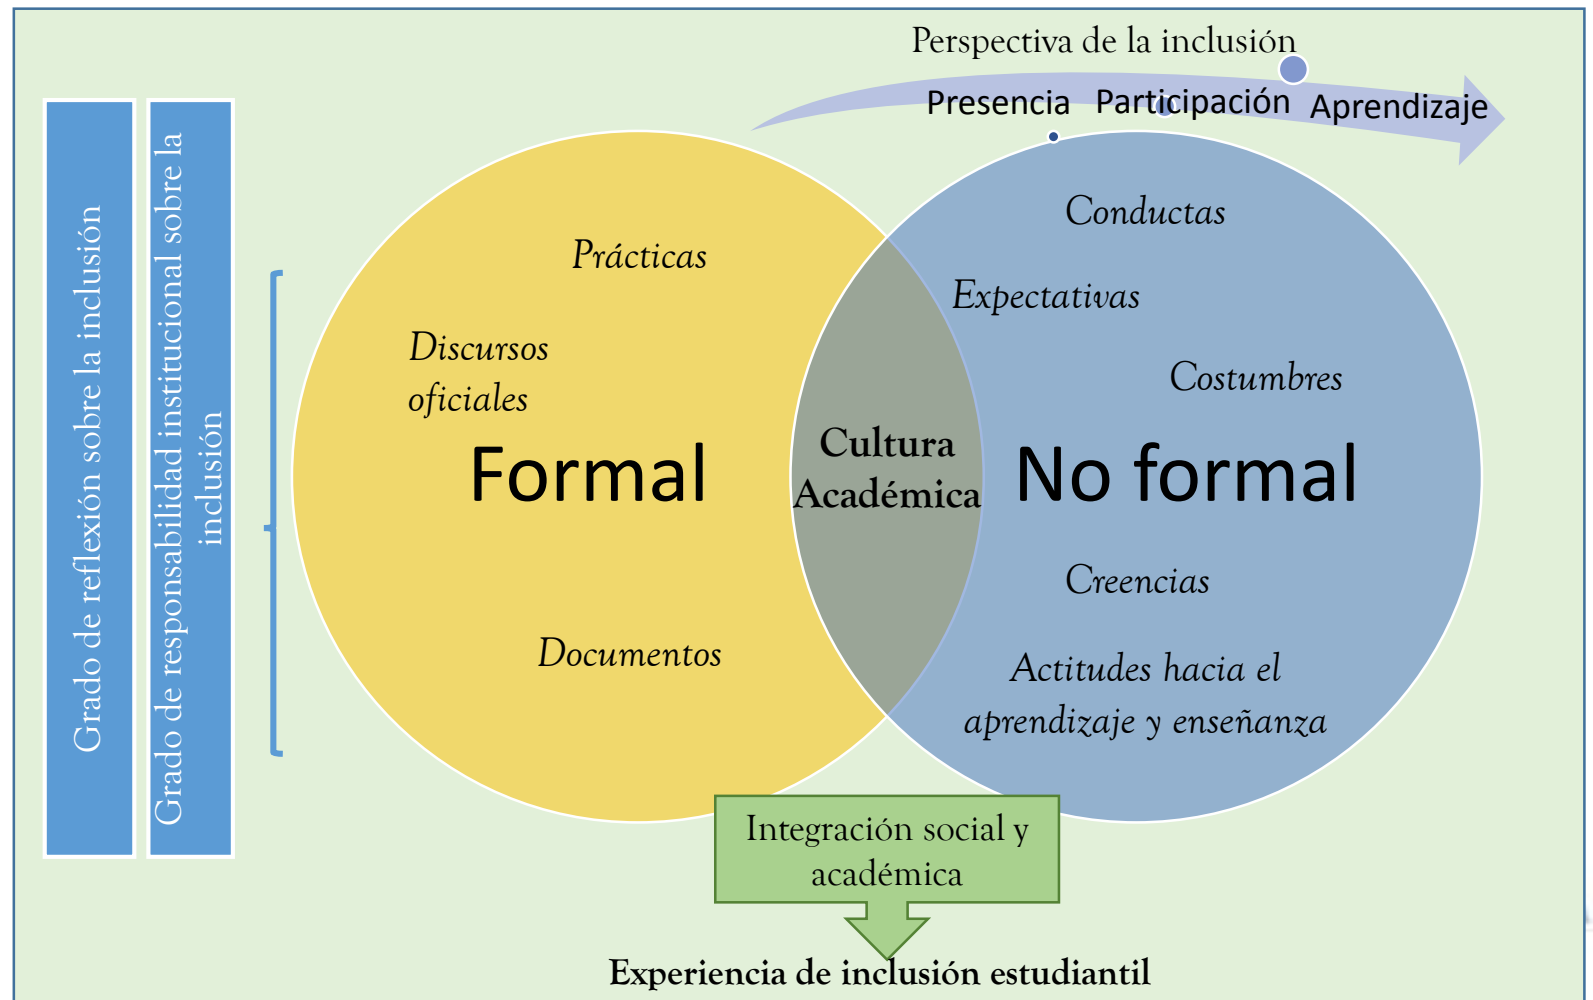 Perspectiva de la inclusión
Presencia Participación Aprendizaje
Grado de reflexión sobre la inclusión
Grado de responsabilidad institucional sobre la
inclusión
Prácticas
Discursos
oficiales
Formal
Documentos
Cultura
Académica
Conductas
Expectativas
Costumbres
No formal
Creencias
Actitudes hacia el
aprendizaje y enseñanza
Integración social y
académica
Experiencia de inclusión estudiantil